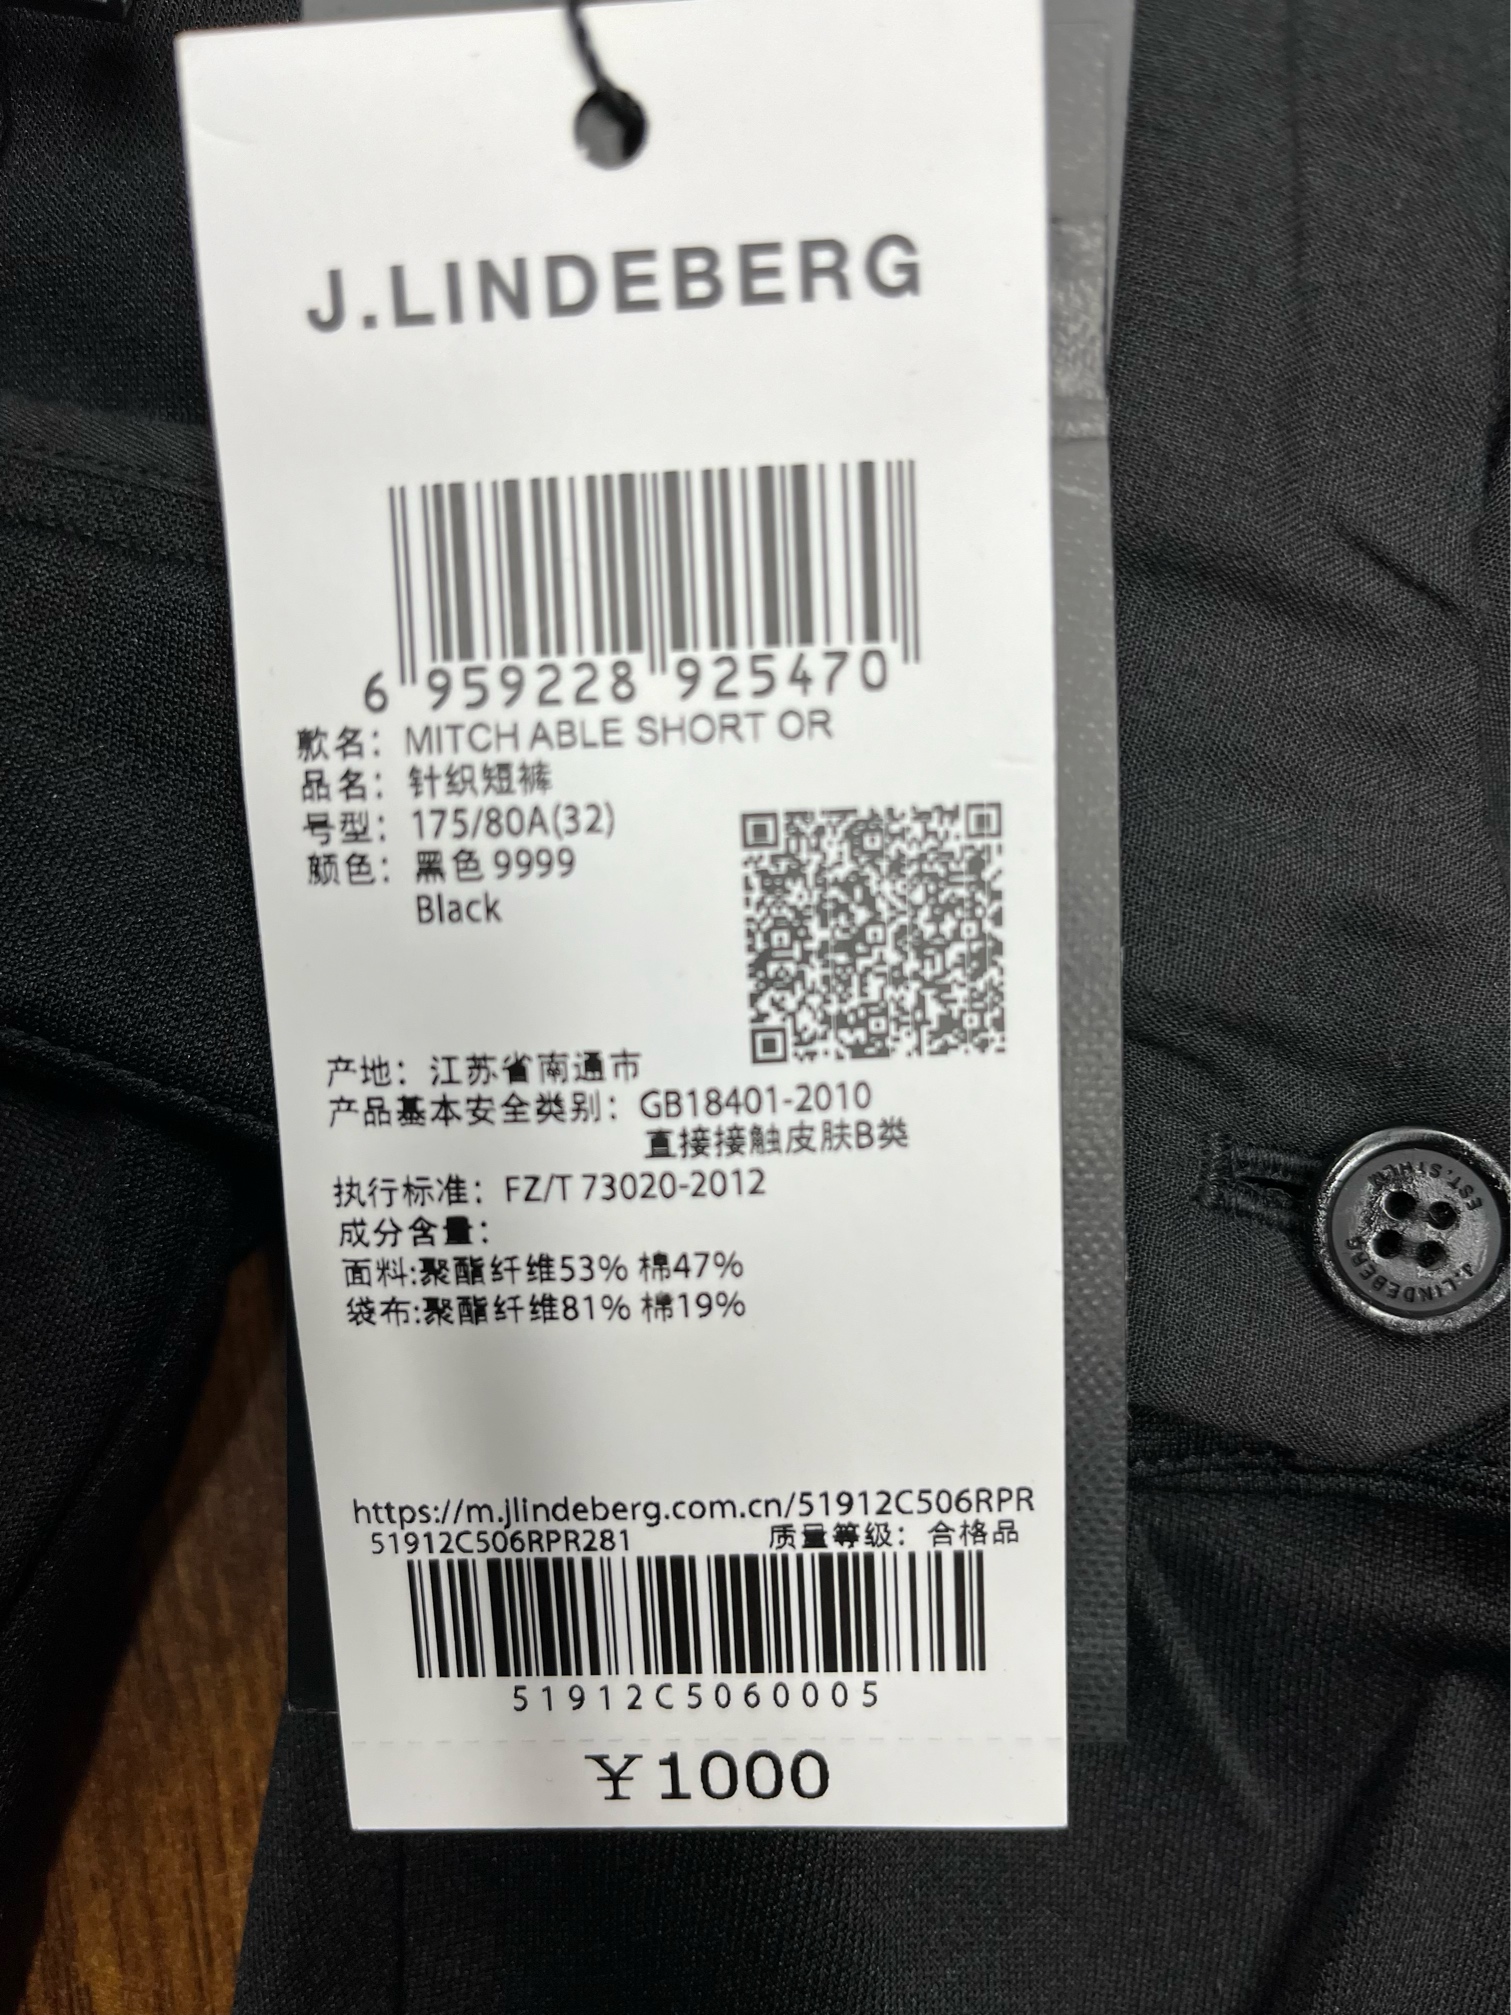 J.LINDEBERG
6 959228 925470
款名：MITCH ABLE SHORT OR
品名：针织短裤
号型：175/80A(32)
颜色：黑色 9999
Black
产地：江苏省南通市
产品基本安全类别：GB18401-2010
直接接触皮肤B类
执行标准：FZ/T 73020-2012
成分含量：
面料:聚酯纤维53% 棉47%
袋布:聚酯纤维81% 棉19%
https://m.jlindeberg.com.cn/51912C506RPR
51912C506RPR281 质量等级：合格品
51912C5060005
￥1000
J.LINDEBERG